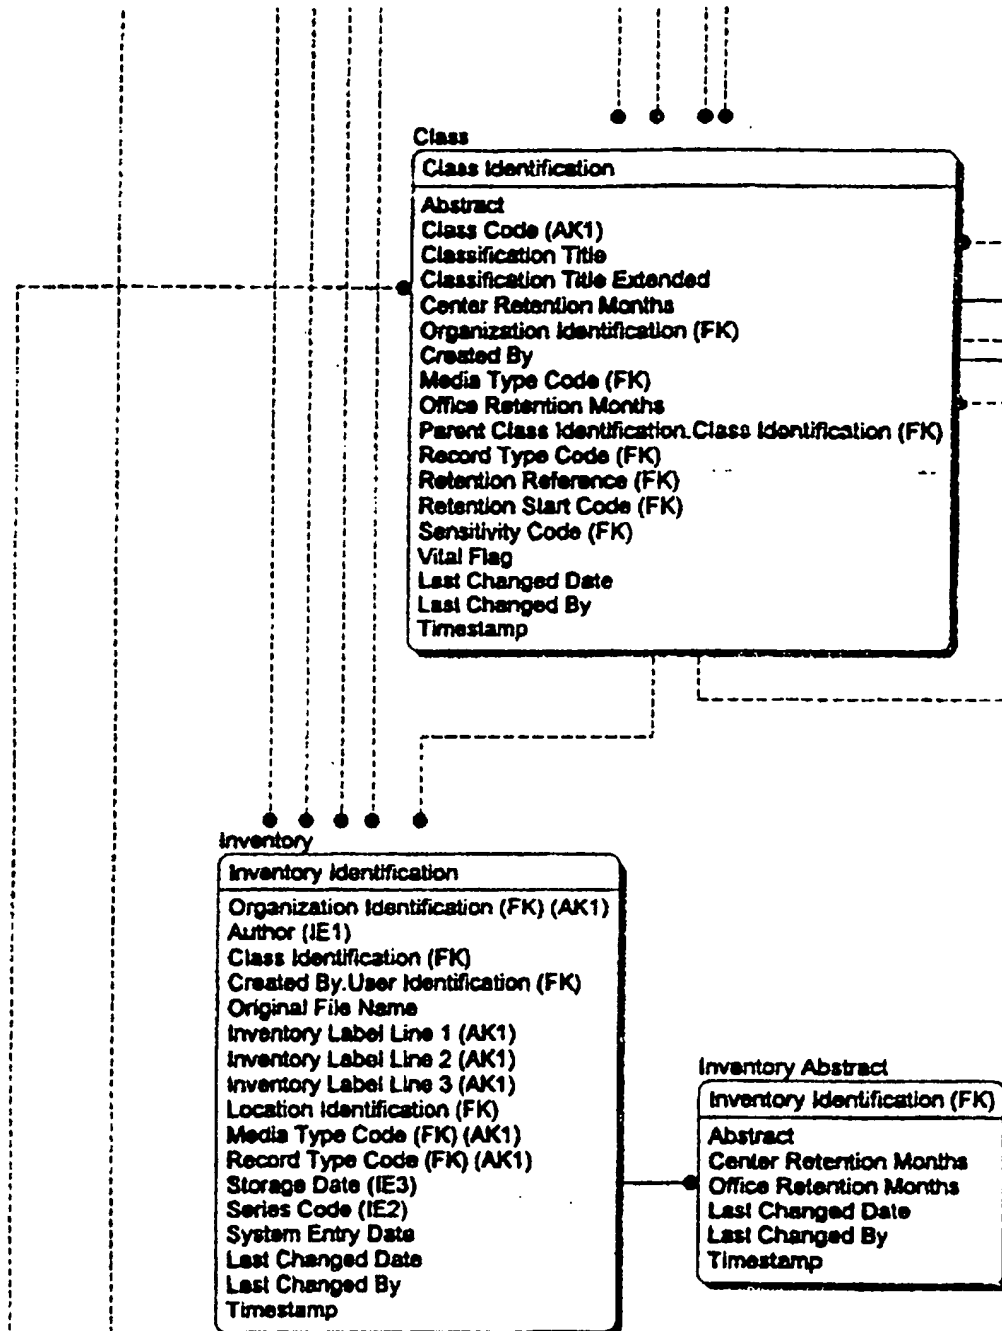 Class
Class Identification
Abstract
Class Code (AK1)
Classification Title
Classification Title Extended
Center Retention Months
Organization Identification (FK)
Created By
Media Type Code (FK)
Office Retention Months
Parent Class Identification.Class Identification (FK)
Record Type Code (FK)
Retention Reference (FK)
Retention Start Code (FK)
Sensitivity Code (FK)
Vital Flag
Last Changed Date
Last Changed By
Timestamp
Inventory
Inventory Identification
Organization Identification (FK) (AK1)
Author (IE1)
Class Identification (FK)
Created By.User Identification (FK)
Original File Name
Inventory Label Line 1 (AK1)
Inventory Label Line 2 (AK1)
Inventory Label Line 3 (AK1)
Location Identification (FK)
Media Type Code (FK) (AK1)
Record Type Code (FK) (AK1)
Storage Date (IE3)
Series Code (IE2)
System Entry Date
Last Changed Date
Last Changed By
Timestamp
Inventory Abstract
Inventory Identification (FK)
Abstract
Center Retention Months
Office Retention Months
Last Changed Date
Last Changed By
Timestamp